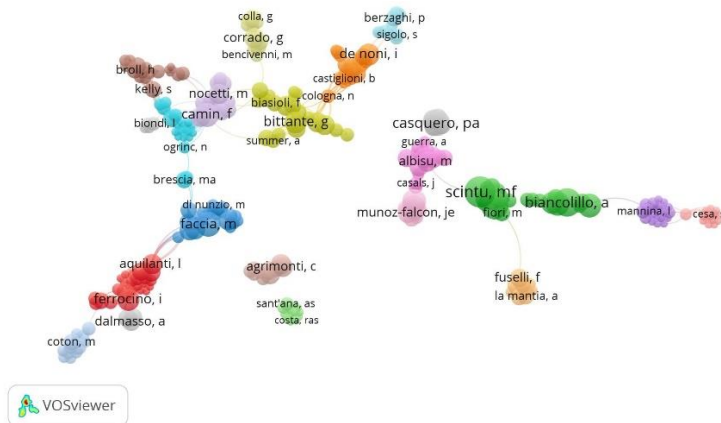 colla, g
corrado, g
bencivenni, m
berzaghi, p
sigolo, s
de noni, i
castiglioni, b
cologna, n
broll, h
kelly, s
nocetti, m
camin, f
biasioli, f
bittante, g
summer, a
biondi, l
ogrinc, n
brescia, ma
di nunzio, m
faccia, m
casquero, pa
guerra, a
albisu, m
casals, j
munoz-falcon, je
scintu, mf
fiori, m
biancolillo, a
mannina, l
cesa, s
aquilanti, l
ferrocino, i
dalmasso, a
coton, m
agrimonti, c
sant'ana, as
costa, ras
fuselli, f
la mantia, a
VOSviewer